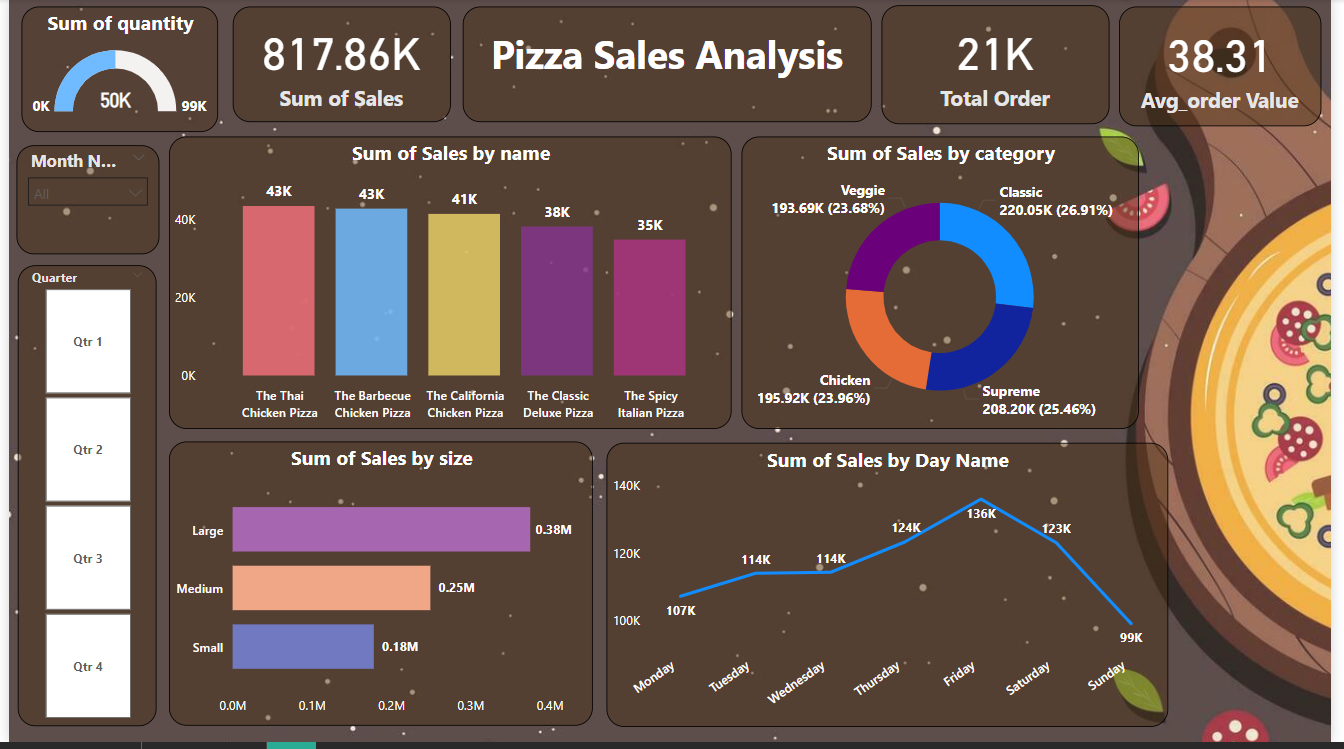 Sum of quantity
0K
50K
99K
817.86K
Sum of Sales
Pizza Sales Analysis
21K
Total Order
38.31
Avg_order Value
Month N...
All
Quarter
Qtr 1
Qtr 2
Qtr 3
Qtr 4
Sum of Sales by name
40K
20K
0K
43K
43K
41K
38K
35K
The Thai
Chicken Pizza
The Barbecue
Chicken Pizza
The California
Chicken Pizza
The Classic
Deluxe Pizza
The Spicy
Italian Pizza
Sum of Sales by category
Veggie
193.69K (23.68%)
Classic
220.05K (26.91%)
Chicken
195.92K (23.96%)
Supreme
208.20K (25.46%)
Sum of Sales by size
Large
0.38M
Medium
0.25M
Small
0.18M
0.0M
0.1M
0.2M
0.3M
0.4M
Sum of Sales by Day Name
140K
120K
100K
107K
114K
114K
124K
136K
123K
99K
Monday
Tuesday
Wednesday
Thursday
Friday
Saturday
Sunday